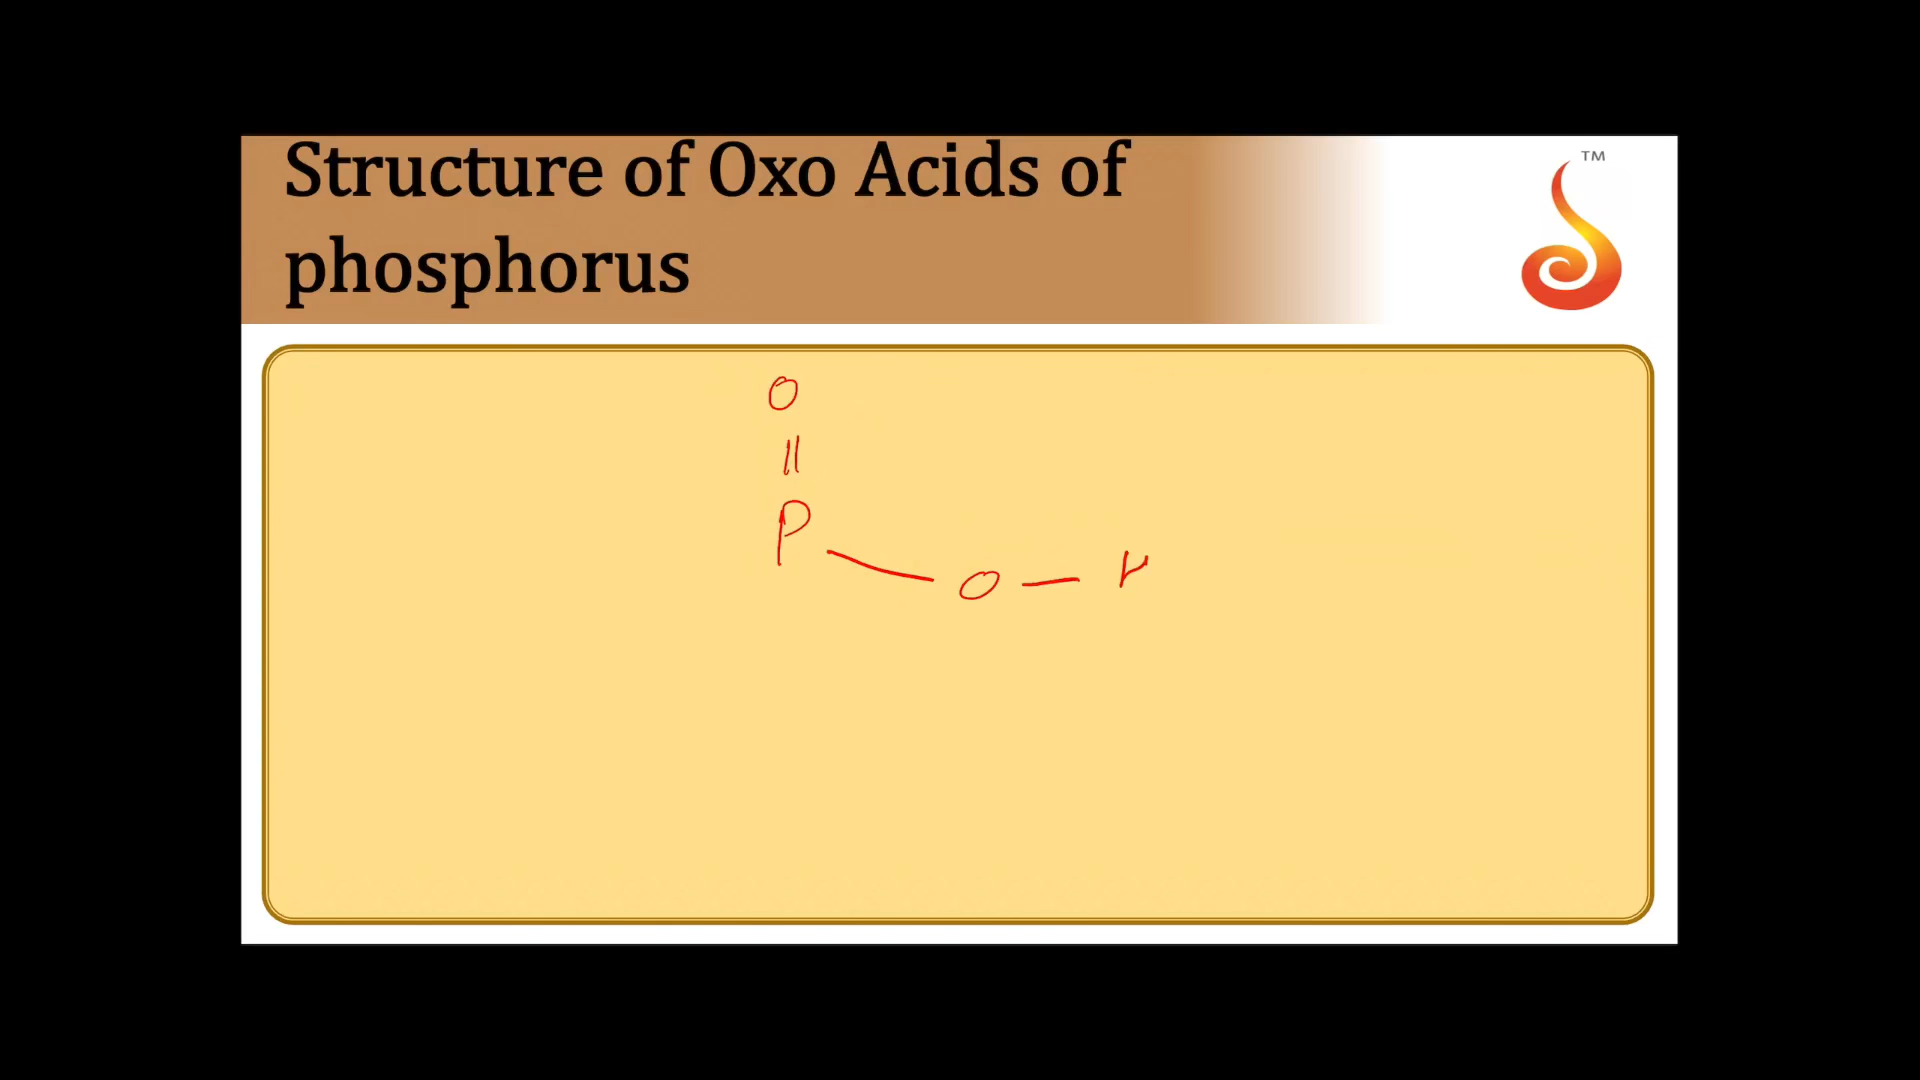 Structure of Oxo Acids of
phosphorus
TM
O
||
P
O — H